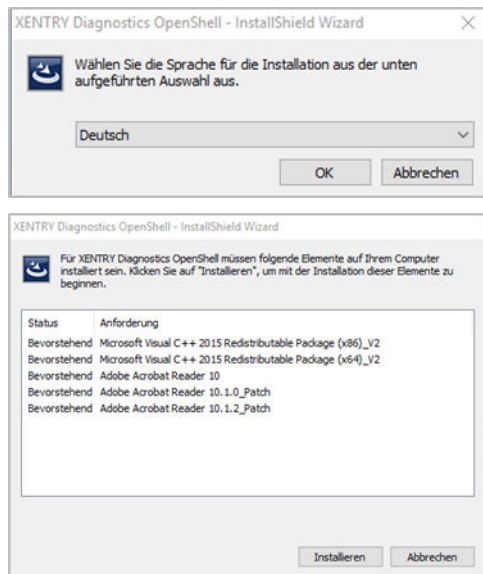 XENTRY Diagnostics OpenShell - InstallShield Wizard
Wählen Sie die Sprache für die Installation aus der unten
aufgeführten Auswahl aus.
Deutsch
OK Abbrechen
XENTRY Diagnostics OpenShell - InstallShield Wizard
Für XENTRY Diagnostics OpenShell müssen folgende Elemente auf Ihrem Computer
installiert sein. Klicken Sie auf "Installieren", um mit der Installation dieser Elemente zu
beginnen.
Status Anforderung
Bevorstehend Microsoft Visual C++ 2015 Redistributable Package (x86)_V2
Bevorstehend Microsoft Visual C++ 2015 Redistributable Package (x64)_V2
Bevorstehend Adobe Acrobat Reader 10
Bevorstehend Adobe Acrobat Reader 10.1.0_Patch
Bevorstehend Adobe Acrobat Reader 10.1.2_Patch
Installieren Abbrechen